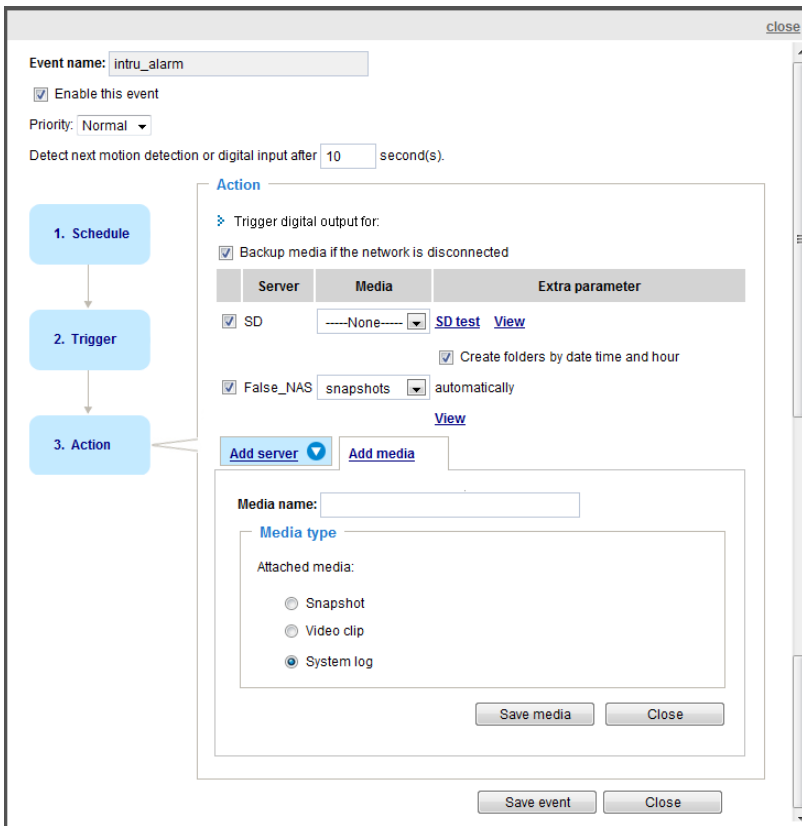 close
Event name: intru_alarm
Enable this event
Priority: Normal
Detect next motion detection or digital input after 10 second(s).
1. Schedule
2. Trigger
3. Action
Action
Trigger digital output for:
Backup media if the network is disconnected
Server Media Extra parameter
SD -----None----- SD test View
Create folders by date time and hour
False_NAS snapshots automatically
View
Add server Add media
Media name:
Media type
Attached media:
Snapshot
Video clip
System log
Save media Close
Save event Close